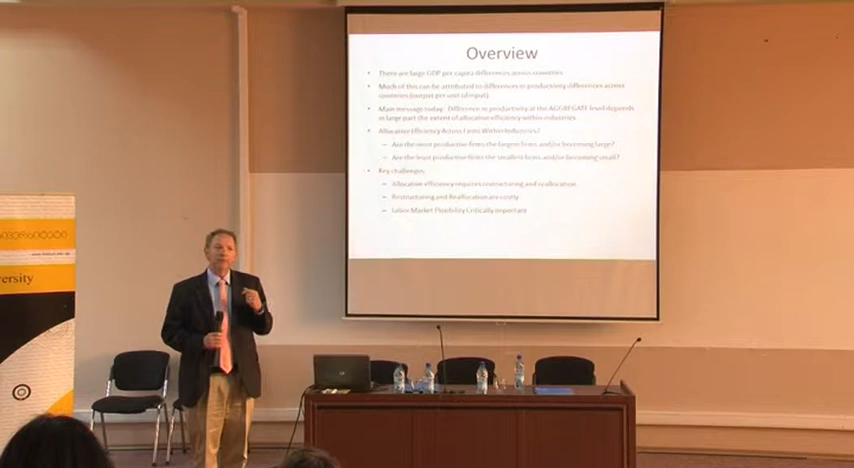 Overview
• There are large GDP per capita differences across countries
• Much of this can be attributed to differences in productivity differences across
countries (output per unit of input).
• Main message today: Difference in productivity at the AGGREGATE level depends
in large part the extent of allocative efficiency within industries.
• Allocative Efficiency Across Firms Within Industries?
– Are the most productive firms the largest firms and/or becoming large?
– Are the least productive firms the smallest firms and/or becoming small?
• Key challenges:
– Allocative efficiency requires restructuring and reallocation.
– Restructuring and Reallocation are costly
– Labor Market Flexibility Critically important
versity